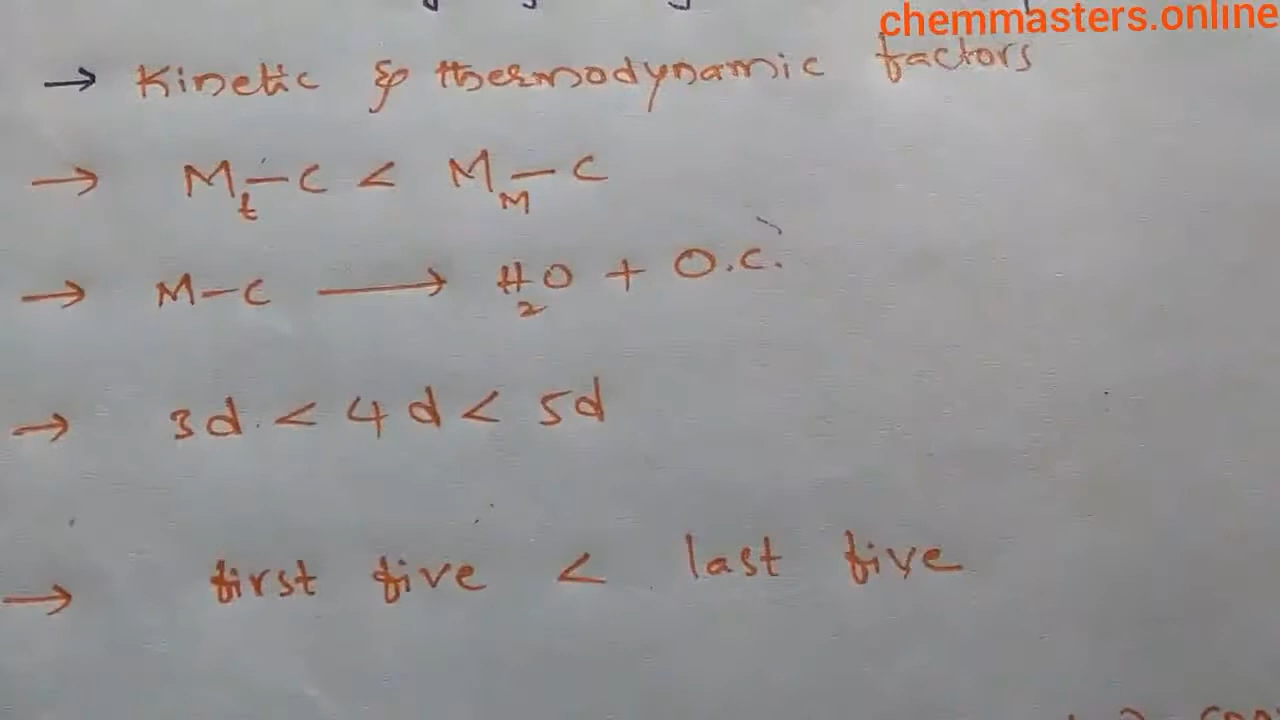 chemmasters.online
→ Kinetic & thermodynamic factors
→ Mt–C < MM–C
→ M–C ⟶ H2O + O.C.
→ 3d < 4d < 5d
→ first five < last five